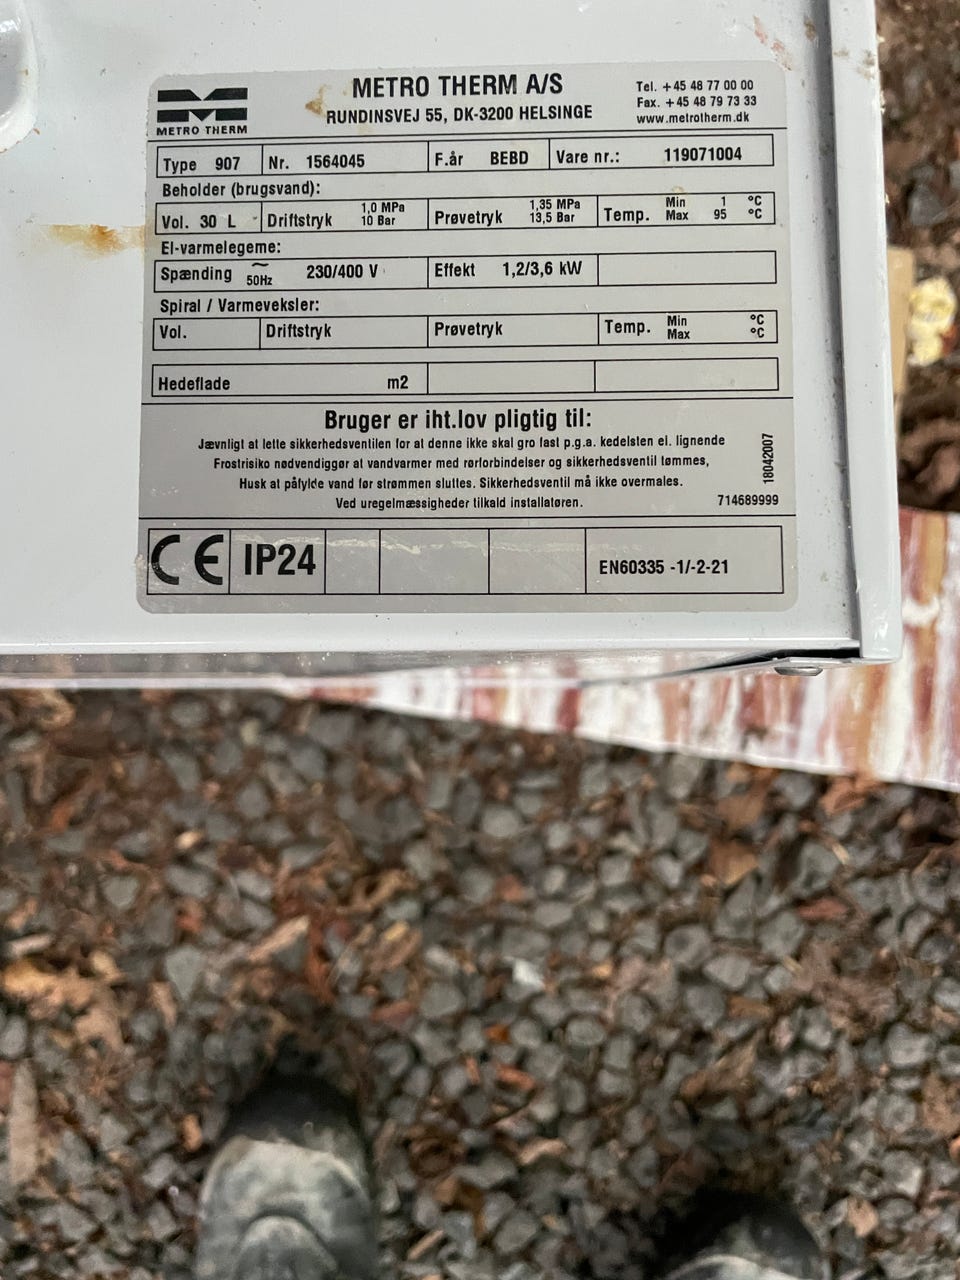 METRO THERM
METRO THERM A/S
RUNDINSVEJ 55, DK-3200 HELSINGE
Tel. +45 48 77 00 00
Fax. +45 48 79 73 33
www.metrotherm.dk
Type 907 Nr. 1564045 F.år BEBD Vare nr.: 119071004
Beholder (brugsvand):
Vol. 30 L Driftstryk 1,0 MPa 10 Bar Prøvetryk 1,35 MPa 13,5 Bar Temp. Min 1 °C Max 95 °C
El-varmelegeme:
Spænding ~ 50Hz 230/400 V Effekt 1,2/3,6 kW
Spiral / Varmeveksler:
Vol. Driftstryk Prøvetryk Temp. Min °C Max °C
Hedeflade m2
Bruger er iht.lov pligtig til:
Jævnligt at lette sikkerhedsventilen for at denne ikke skal gro fast p.g.a. kedelsten el. lignende
Frostrisiko nødvendiggør at vandvarmer med rørforbindelser og sikkerhedsventil tømmes,
Husk at påfylde vand før strømmen sluttes. Sikkerhedsventil må ikke overmales.
Ved uregelmæssigheder tilkald installatøren.
18042007
714689999
CE IP24 EN60335 -1/-2-21